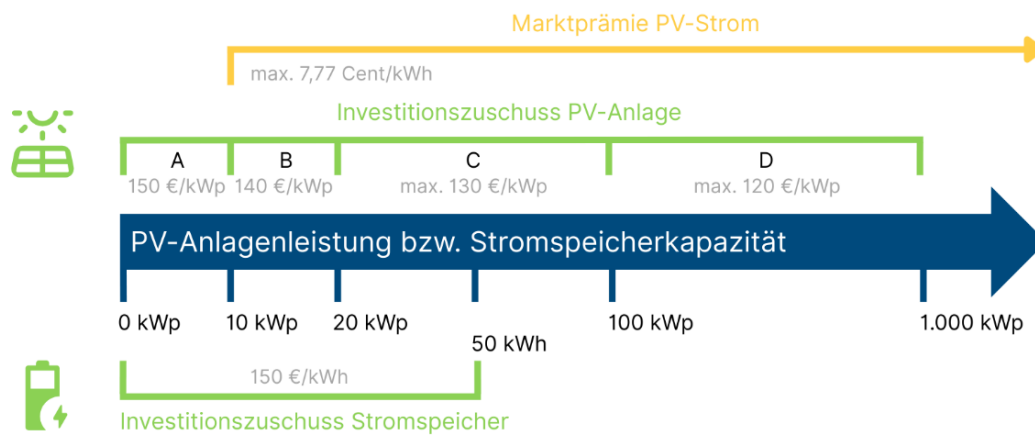 Marktprämie PV-Strom
max. 7,77 Cent/kWh
Investitionszuschuss PV-Anlage
A B C D
150 €/kWp 140 €/kWp max. 130 €/kWp max. 120 €/kWp
PV-Anlagenleistung bzw. Stromspeicherkapazität
0 kWp 10 kWp 20 kWp 100 kWp 1.000 kWp
50 kWh
150 €/kWh
Investitionszuschuss Stromspeicher